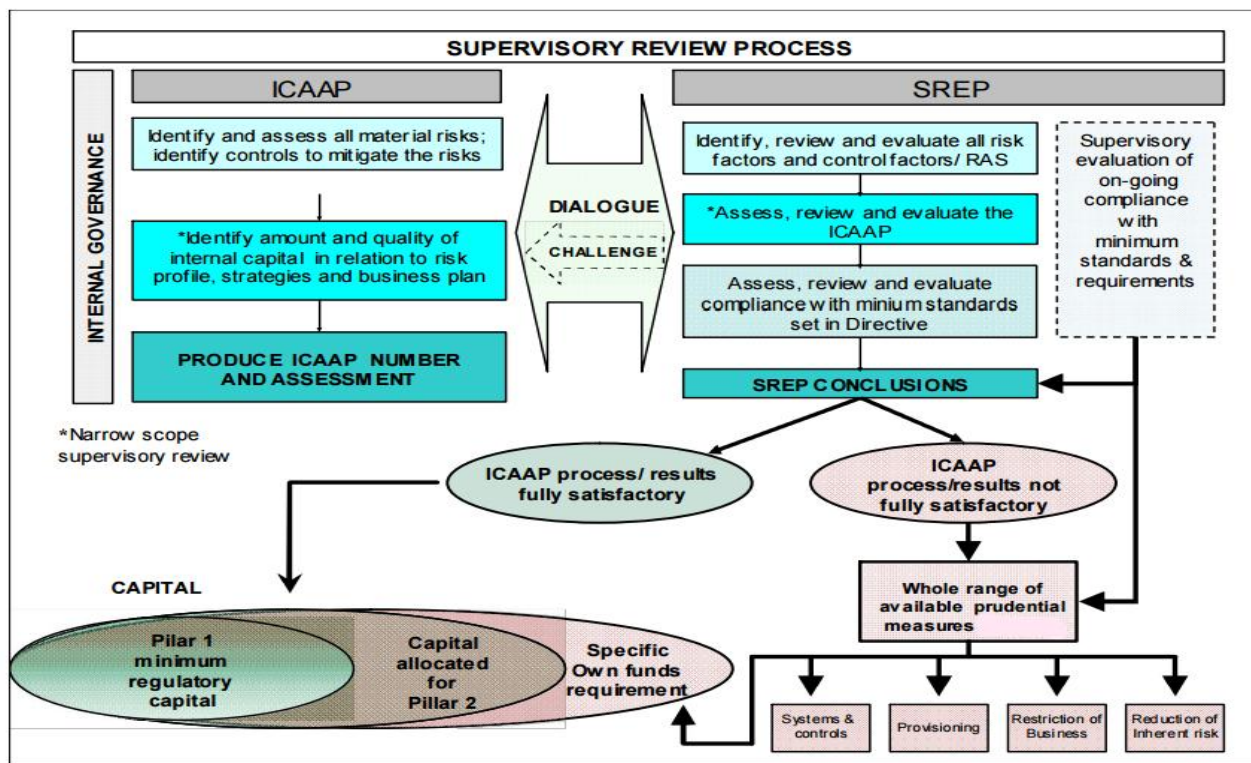 SUPERVISORY REVIEW PROCESS
INTERNAL GOVERNANCE
ICAAP
Identify and assess all material risks;
identify controls to mitigate the risks
*Identify amount and quality of
internal capital in relation to risk
profile, strategies and business plan
PRODUCE ICAAP NUMBER
AND ASSESSMENT
*Narrow scope
supervisory review
DIALOGUE
CHALLENGE
SREP
Identify, review and evaluate all risk
factors and control factors/ RAS
*Assess, review and evaluate the
ICAAP
Assess, review and evaluate
compliance with minium standards
set in Directive
SREP CONCLUSIONS
Supervisory
evaluation of
on-going
compliance
with
minimum
standards &
requirements
ICAAP process/ results
fully satisfactory
ICAAP
process/results not
fully satisfactory
Whole range of
available prudential
measures
CAPITAL
Pilar 1
minimum
regulatory
capital
Capital
allocated
for
Pillar 2
Specific
Own funds
requirement
Systems &
controls
Provisioning
Restriction of
Business
Reduction of
Inherent risk